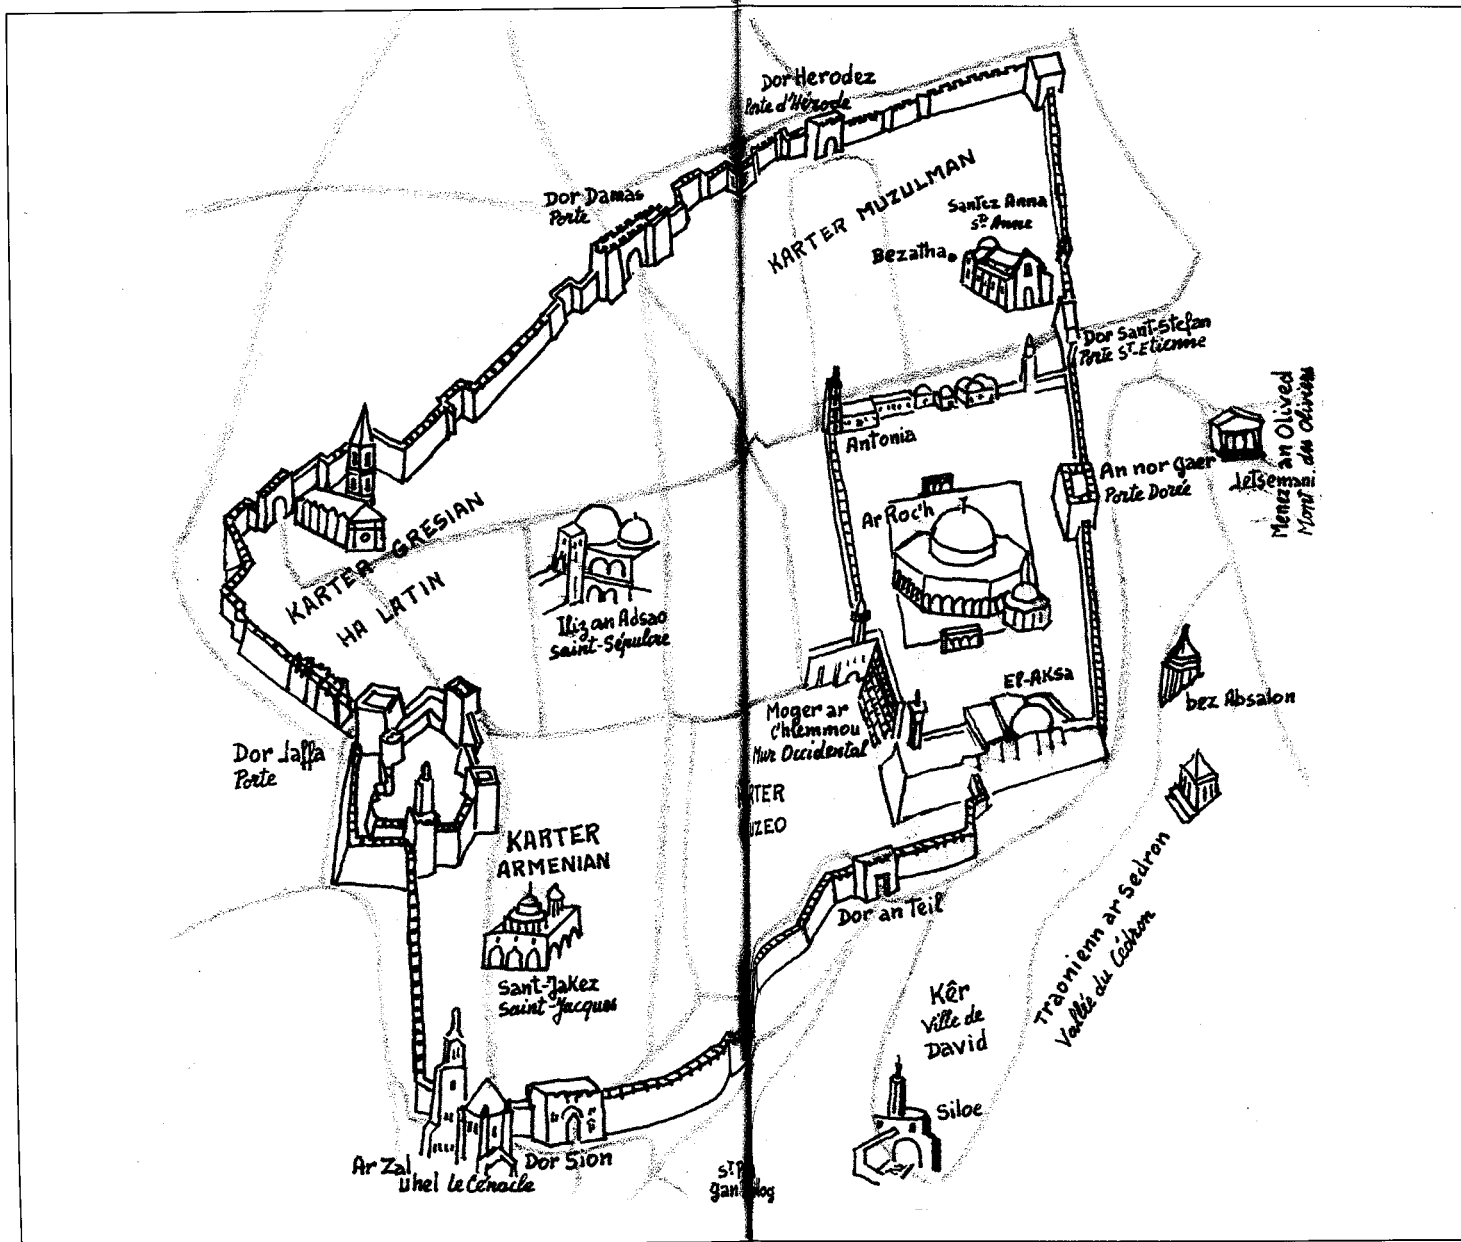 Dor Herodez
Porte d'Hérode
Dor Damas
Porte
KARTER MUZULMAN
Santez Anna
Ste Anne
Bezatha
Dor Sant-Stefan
Porte St-Etienne
Antonia
Menez an Olived
Mont des Oliviers
Jetsemani
An nor gaer
Porte Dorée
Ar Roc'h
KARTER GRESIAN
HA LATIN
Iliz an Adsao
Saint-Sépulcre
El-Aksa
bez Absalon
Moger ar
c'hlemmou
Mur Occidental
Dor Jaffa
Porte
KARTER
ARMENIAN
Sant-Jakez
Saint-Jacques
Dor an Teil
Traonienn ar Sedron
Vallée du Cédron
Kêr
Ville de
David
Siloe
Ar Zal
uhel le Cénacle
Dor Sion